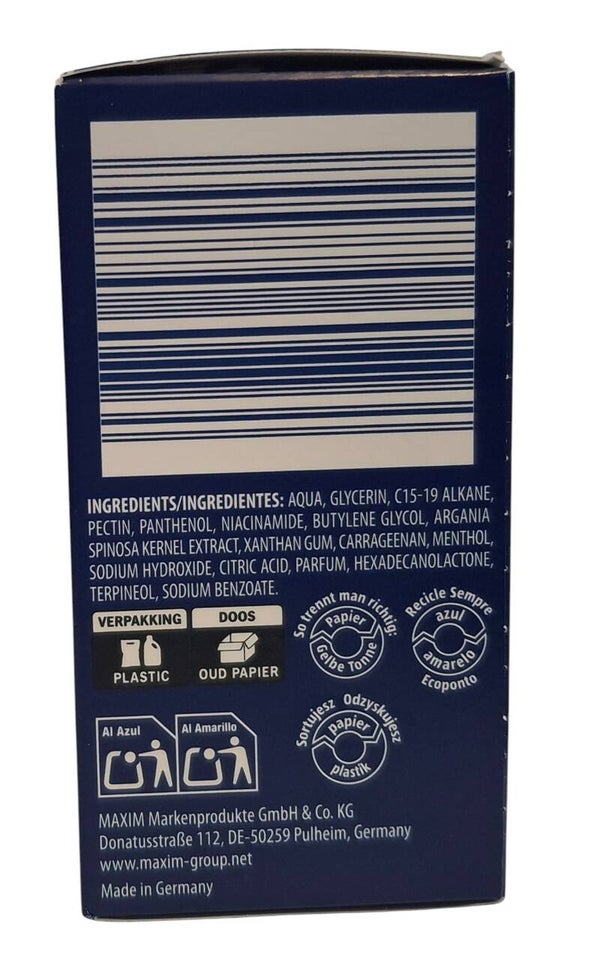 INGREDIENTS/INGREDIENTES: AQUA, GLYCERIN, C15-19 ALKANE,
PECTIN, PANTHENOL, NIACINAMIDE, BUTYLENE GLYCOL, ARGANIA
SPINOSA KERNEL EXTRACT, XANTHAN GUM, CARRAGEENAN, MENTHOL,
SODIUM HYDROXIDE, CITRIC ACID, PARFUM, HEXADECANOLACTONE,
TERPINEOL, SODIUM BENZOATE.
VERPAKKING
PLASTIC
DOOS
OUD PAPIER
So trennt man richtig:
Papier
Gelbe Tonne
Recicle Sempre
azul
amarelo
Ecoponto
Al Azul
Al Amarillo
Sortujesz Odzyskujesz
papier
plastik
MAXIM Markenprodukte GmbH & Co. KG
Donatusstraße 112, DE-50259 Pulheim, Germany
www.maxim-group.net
Made in Germany